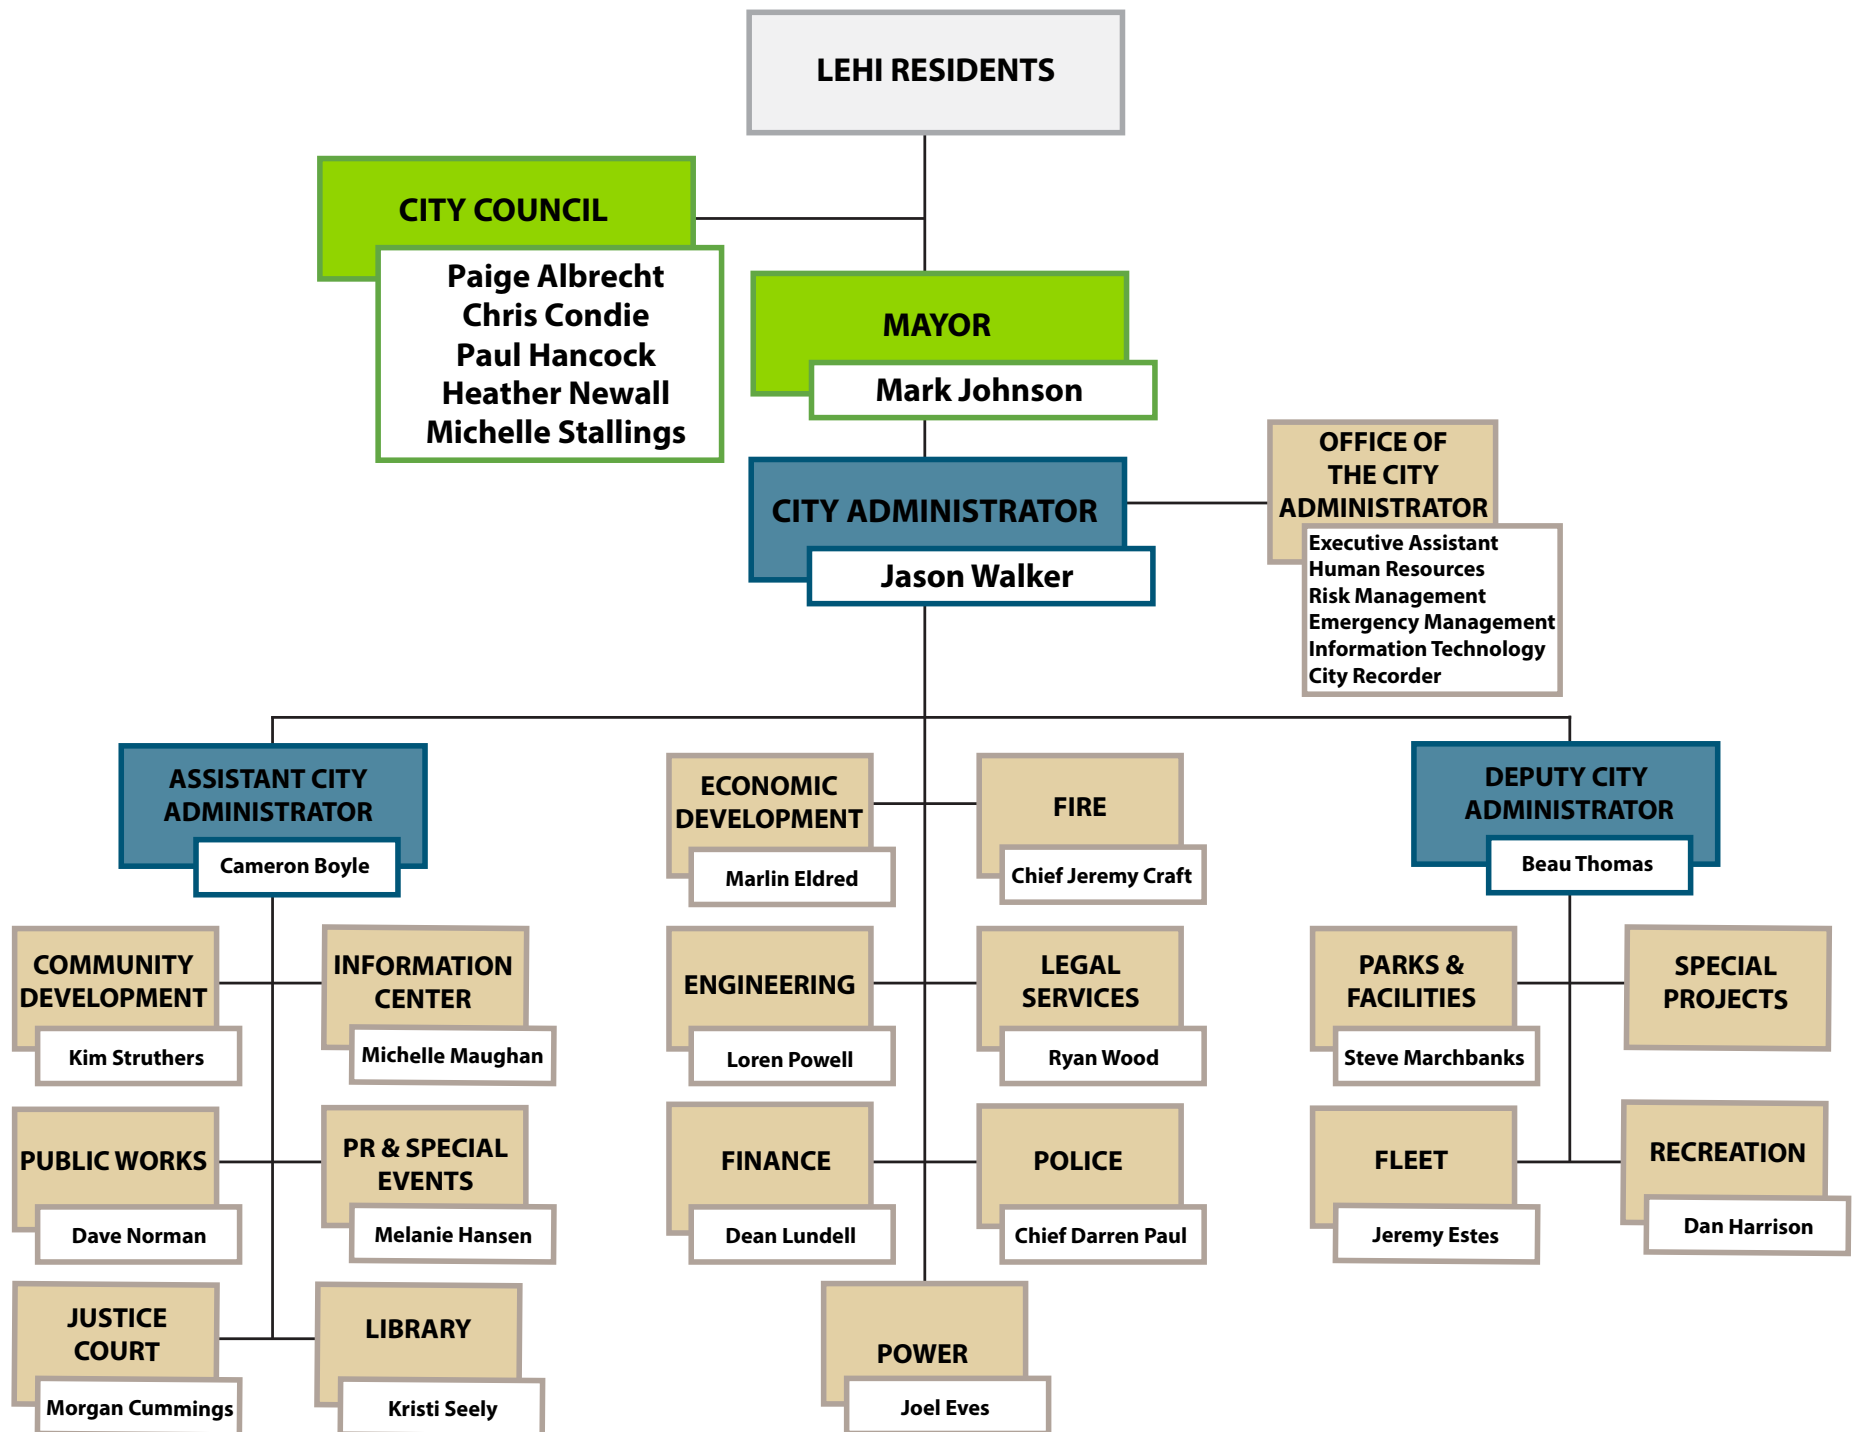 LEHI RESIDENTS
CITY COUNCIL
Paige Albrecht
Chris Condie
Paul Hancock
Heather Newall
Michelle Stallings
MAYOR
Mark Johnson
CITY ADMINISTRATOR
Jason Walker
OFFICE OF
THE CITY
ADMINISTRATOR
Executive Assistant
Human Resources
Risk Management
Emergency Management
Information Technology
City Recorder
ASSISTANT CITY
ADMINISTRATOR
Cameron Boyle
COMMUNITY
DEVELOPMENT
Kim Struthers
INFORMATION
CENTER
Michelle Maughan
PUBLIC WORKS
Dave Norman
PR & SPECIAL
EVENTS
Melanie Hansen
JUSTICE
COURT
Morgan Cummings
LIBRARY
Kristi Seely
ECONOMIC
DEVELOPMENT
Marlin Eldred
FIRE
Chief Jeremy Craft
ENGINEERING
Loren Powell
LEGAL
SERVICES
Ryan Wood
FINANCE
Dean Lundell
POLICE
Chief Darren Paul
POWER
Joel Eves
DEPUTY CITY
ADMINISTRATOR
Beau Thomas
PARKS &
FACILITIES
Steve Marchbanks
SPECIAL
PROJECTS
FLEET
Jeremy Estes
RECREATION
Dan Harrison